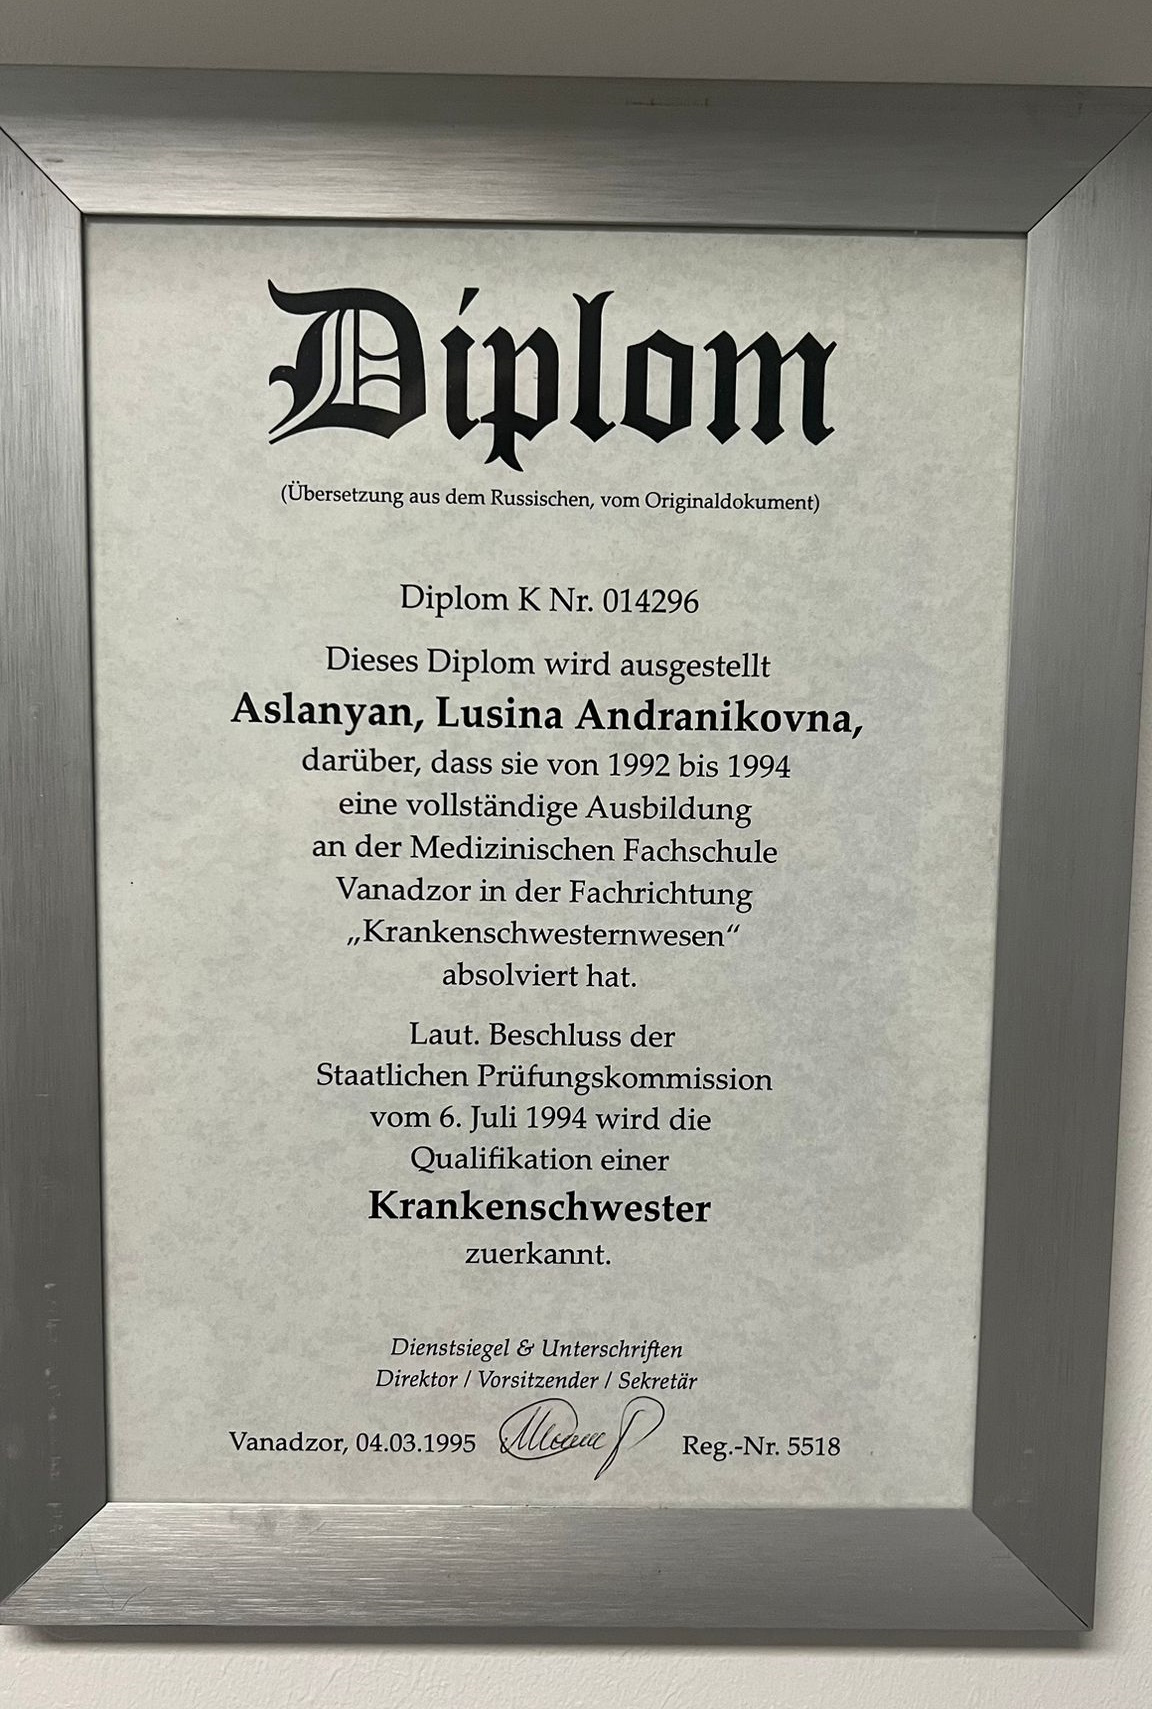 Diplom
(Übersetzung aus dem Russischen, vom Originaldokument)
Diplom K Nr. 014296
Dieses Diplom wird ausgestellt
Aslanyan, Lusina Andranikovna,
darüber, dass sie von 1992 bis 1994
eine vollständige Ausbildung
an der Medizinischen Fachschule
Vanadzor in der Fachrichtung
„Krankenschwesternwesen“
absolviert hat.
Laut. Beschluss der
Staatlichen Prüfungskommission
vom 6. Juli 1994 wird die
Qualifikation einer
Krankenschwester
zuerkannt.
Dienstsiegel & Unterschriften
Direktor / Vorsitzender / Sekretär
Vanadzor, 04.03.1995 Reg.-Nr. 5518